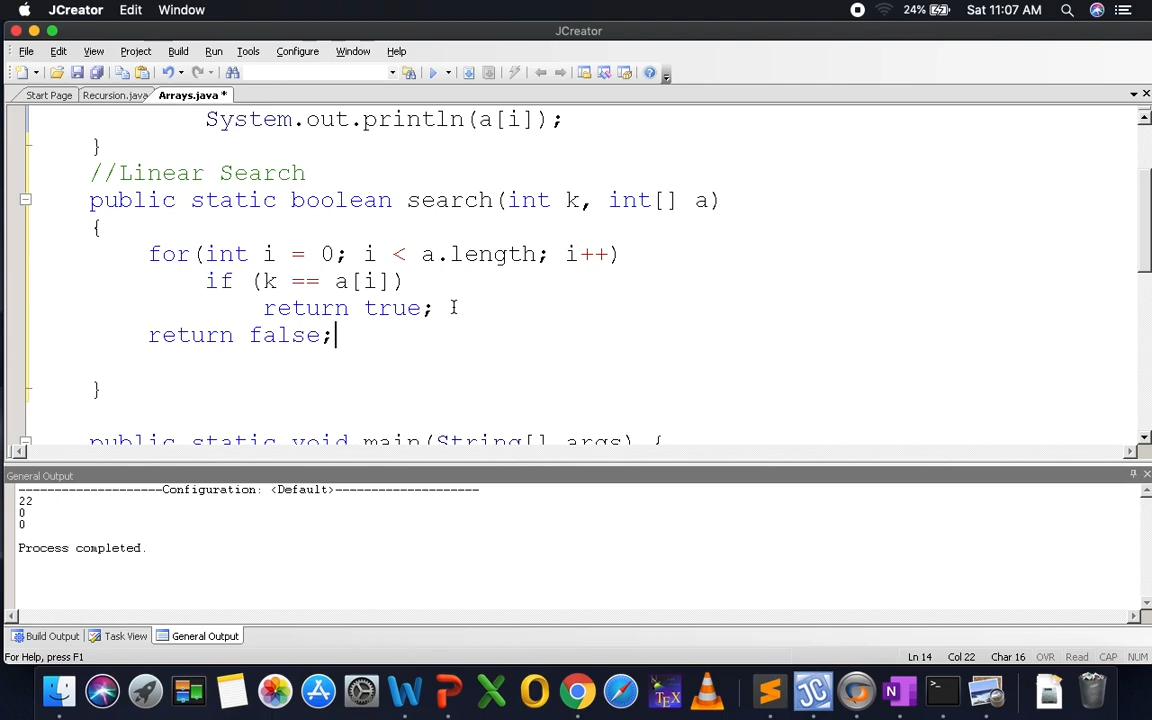 JCreator Edit Window 24% Sat 11:07 AM
JCreator
File Edit View Project Build Run Tools Configure Window Help
Start Page Recursion.java Arrays.java *
System.out.println(a[i]);
}
//Linear Search
public static boolean search(int k, int[] a)
{
for(int i = 0; i < a.length; i++)
if (k == a[i])
return true;
return false;
}
public static void main(String[] args) {
General Output
--------------------Configuration: <Default>--------------------
22
0
0
Process completed.
Build Output Task View General Output
For Help, press F1 Ln 14 Col 22 Char 16 OVR Read CAP NUM